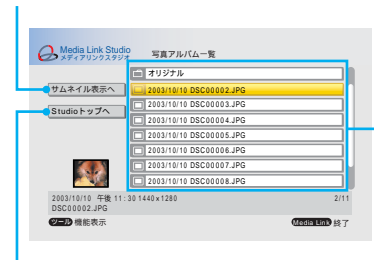 Media Link Studio
メディアリンクスタジオ
写真アルバム一覧
オリジナル
サムネイル表示へ
2003/10/10 DSC00002.JPG
2003/10/10 DSC00003.JPG
Studioトップへ
2003/10/10 DSC00004.JPG
2003/10/10 DSC00005.JPG
2003/10/10 DSC00006.JPG
2003/10/10 DSC00007.JPG
2003/10/10 DSC00008.JPG
2003/10/10 午後 11:30 1440×1280 2/11
DSC00002.JPG
ツール 機能表示 Media Link 終了